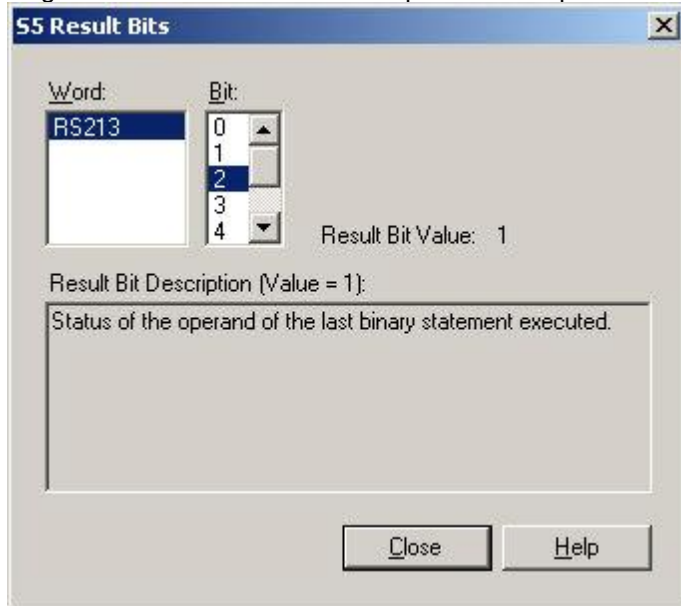 S5 Result Bits
Word:
Bit:
RS213
0
1
2
3
4
Result Bit Value: 1
Result Bit Description (Value = 1):
Status of the operand of the last binary statement executed.
Close
Help